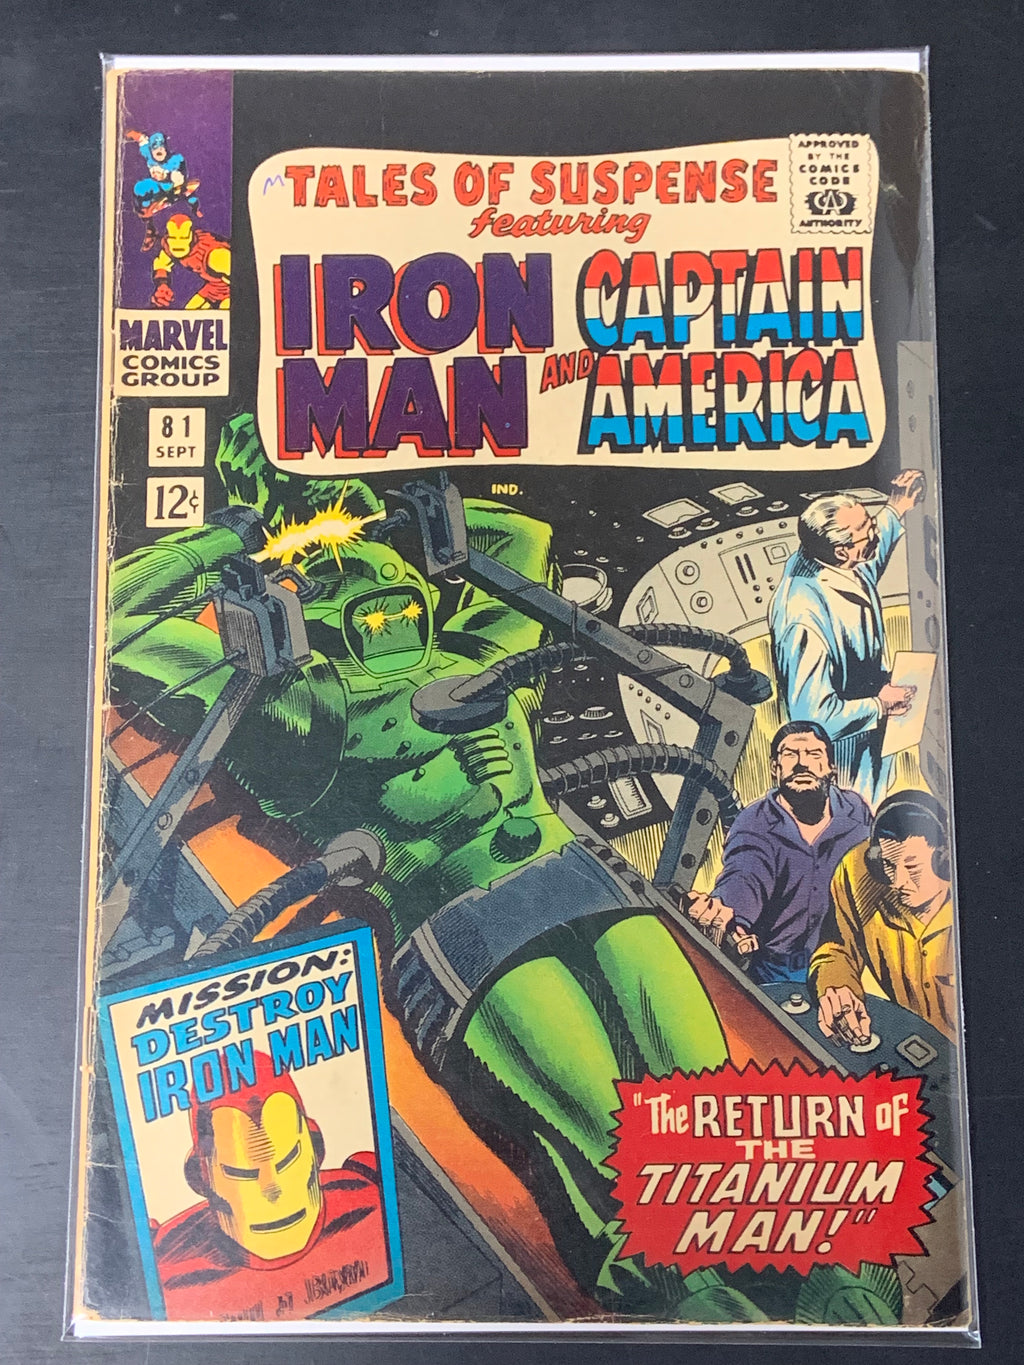 APPROVED
BY THE
COMICS
CODE
CA
AUTHORITY
M
TALES OF SUSPENSE
featuring
IRON
MAN
AND
CAPTAIN
AMERICA
MARVEL
COMICS
GROUP
81
SEPT
12¢
IND.
MISSION:
DESTROY
IRON MAN
"THE RETURN OF
THE
TITANIUM
MAN!"